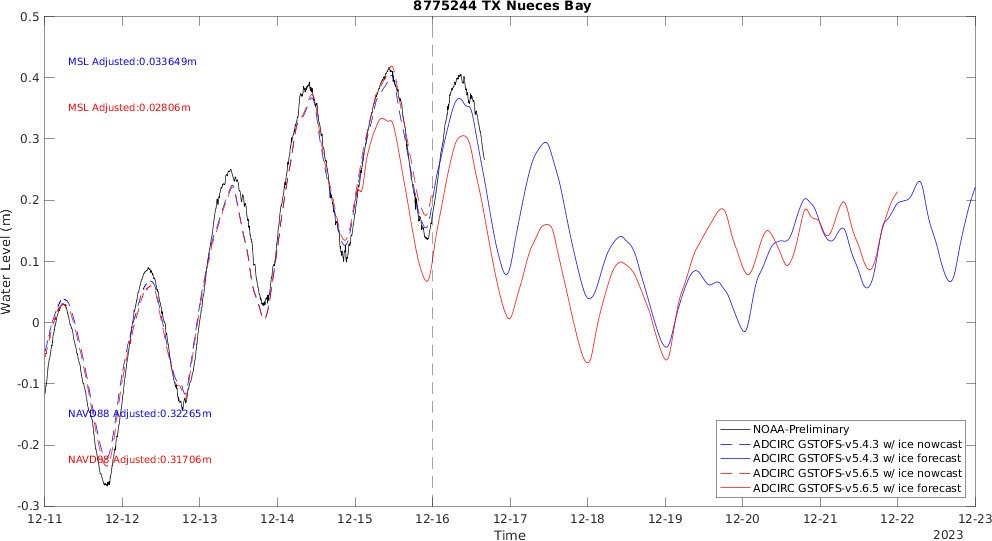 8775244 TX Nueces Bay
0.5
0.4
0.3
0.2
0.1
0
-0.1
-0.2
-0.3
Water Level (m)
MSL Adjusted:0.033649m
MSL Adjusted:0.02806m
NAVD88 Adjusted:0.32265m
NAVD88 Adjusted:0.31706m
NOAA-Preliminary
ADCIRC GSTOFS-v5.4.3 w/ ice nowcast
ADCIRC GSTOFS-v5.4.3 w/ ice forecast
ADCIRC GSTOFS-v5.6.5 w/ ice nowcast
ADCIRC GSTOFS-v5.6.5 w/ ice forecast
12-11 12-12 12-13 12-14 12-15 12-16 12-17 12-18 12-19 12-20 12-21 12-22 12-23
Time
2023